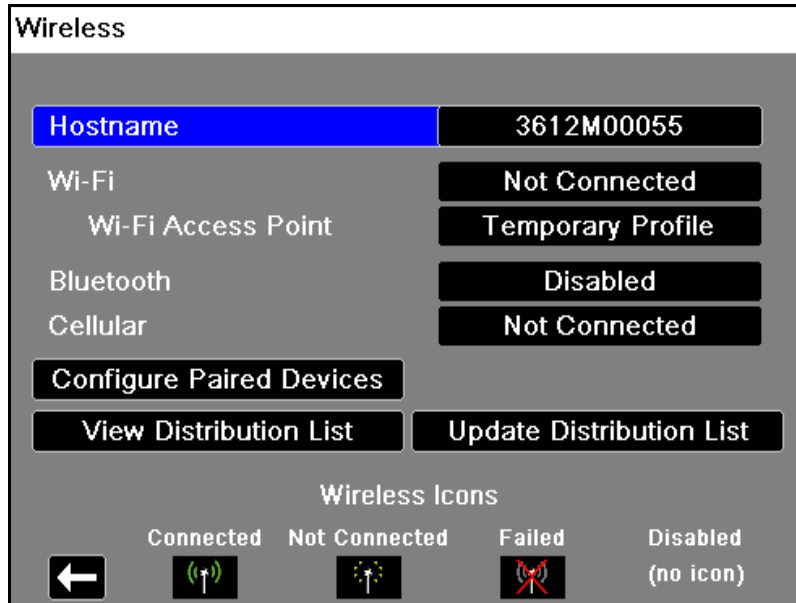 Wireless
Hostname 3612M00055
Wi-Fi Not Connected
Wi-Fi Access Point Temporary Profile
Bluetooth Disabled
Cellular Not Connected
Configure Paired Devices
View Distribution List Update Distribution List
Wireless Icons
Connected Not Connected Failed Disabled
(no icon)